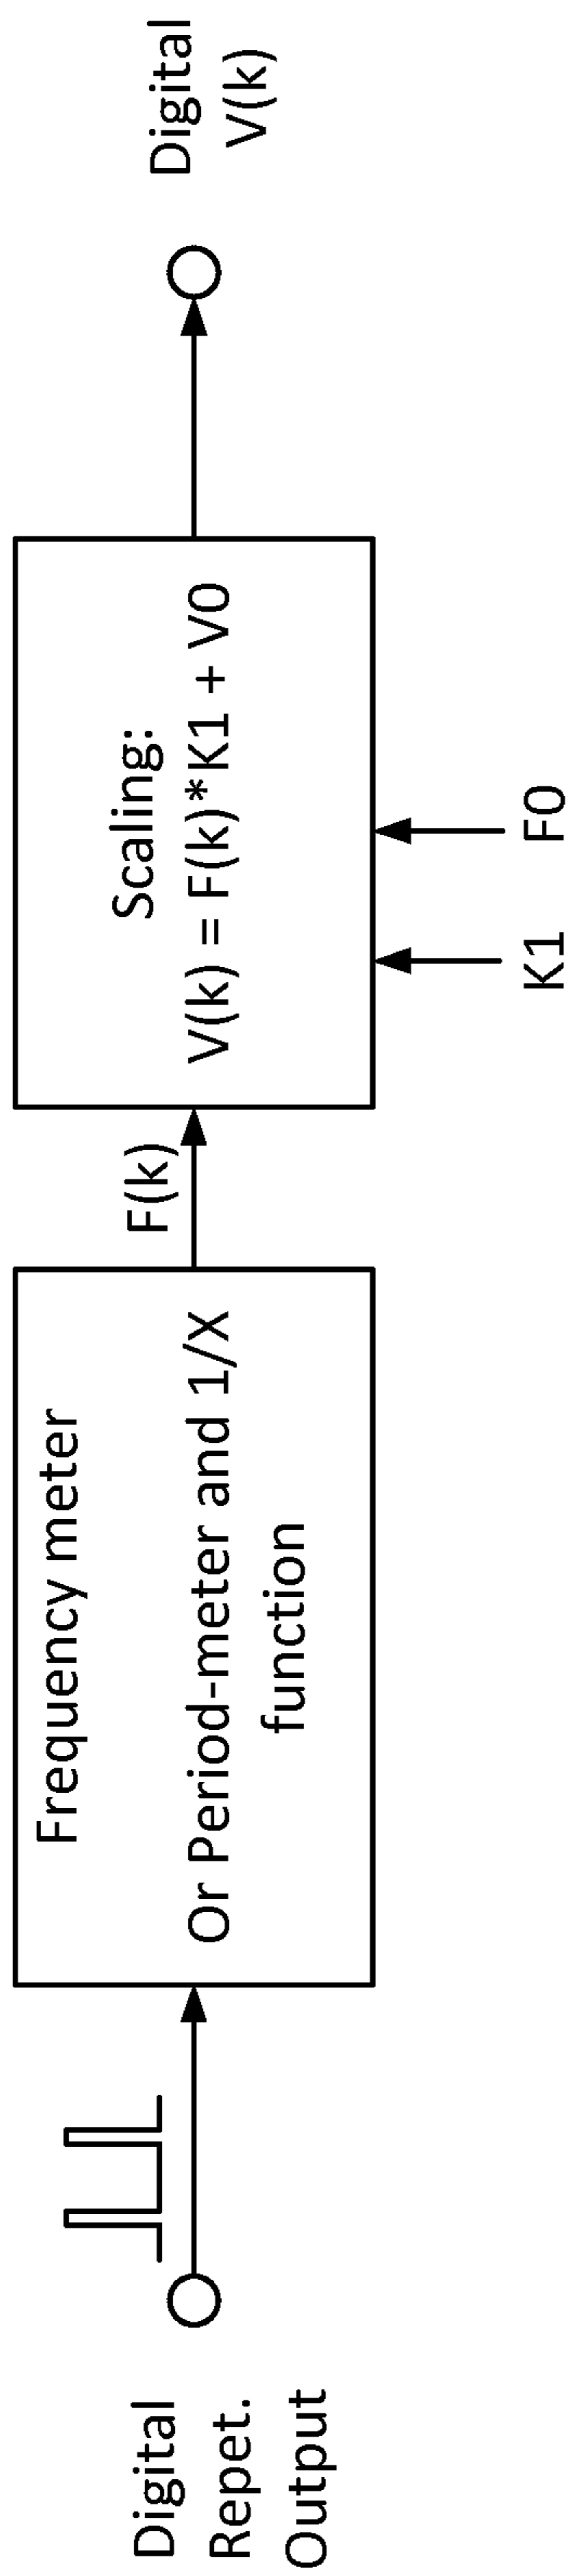 Digital
Repet.
Output
Frequency meter
Or Period-meter and 1/X
function
F(k)
Scaling:
V(k) = F(k)*K1 + V0
K1
F0
Digital
V(k)